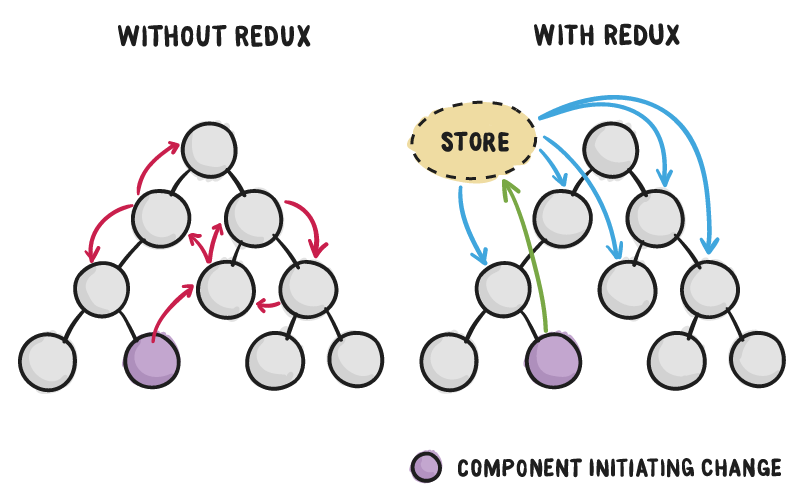 WITHOUT REDUX
WITH REDUX
STORE
COMPONENT INITIATING CHANGE